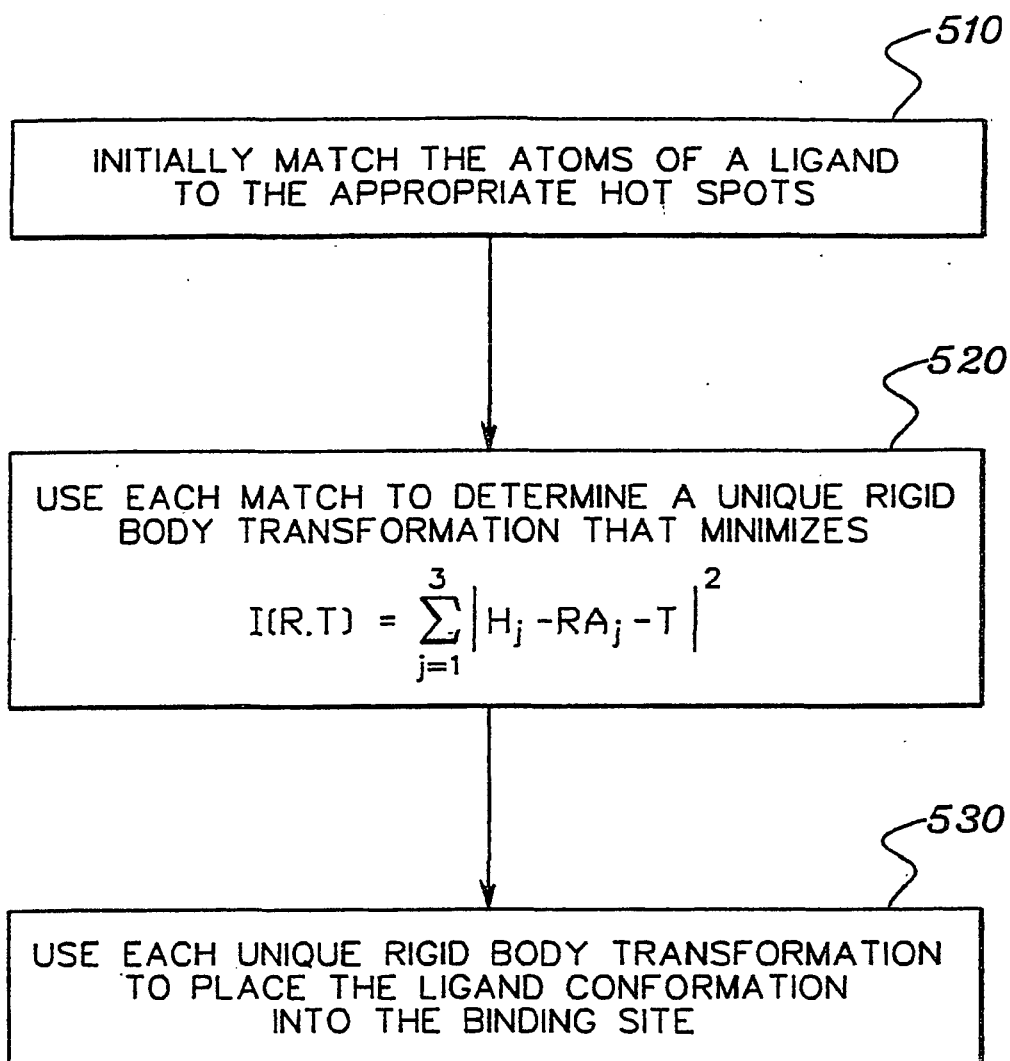 510
INITIALLY MATCH THE ATOMS OF A LIGAND
TO THE APPROPRIATE HOT SPOTS
520
USE EACH MATCH TO DETERMINE A UNIQUE RIGID
BODY TRANSFORMATION THAT MINIMIZES
I(R.T) = \sum_{j=1}^{3} |H_j -RA_j -T|^2
530
USE EACH UNIQUE RIGID BODY TRANSFORMATION
TO PLACE THE LIGAND CONFORMATION
INTO THE BINDING SITE